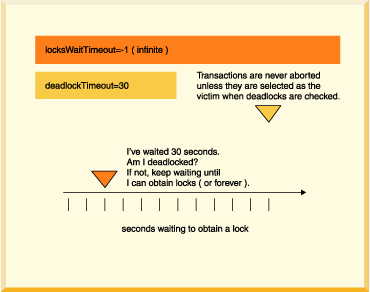 locksWaitTimeout=-1 ( infinite )
deadlockTimeout=30
Transactions are never aborted
unless they are selected as the
victim when deadlocks are checked.
I've waited 30 seconds.
Am I deadlocked?
If not, keep waiting until
I can obtain locks ( or forever ).
seconds waiting to obtain a lock